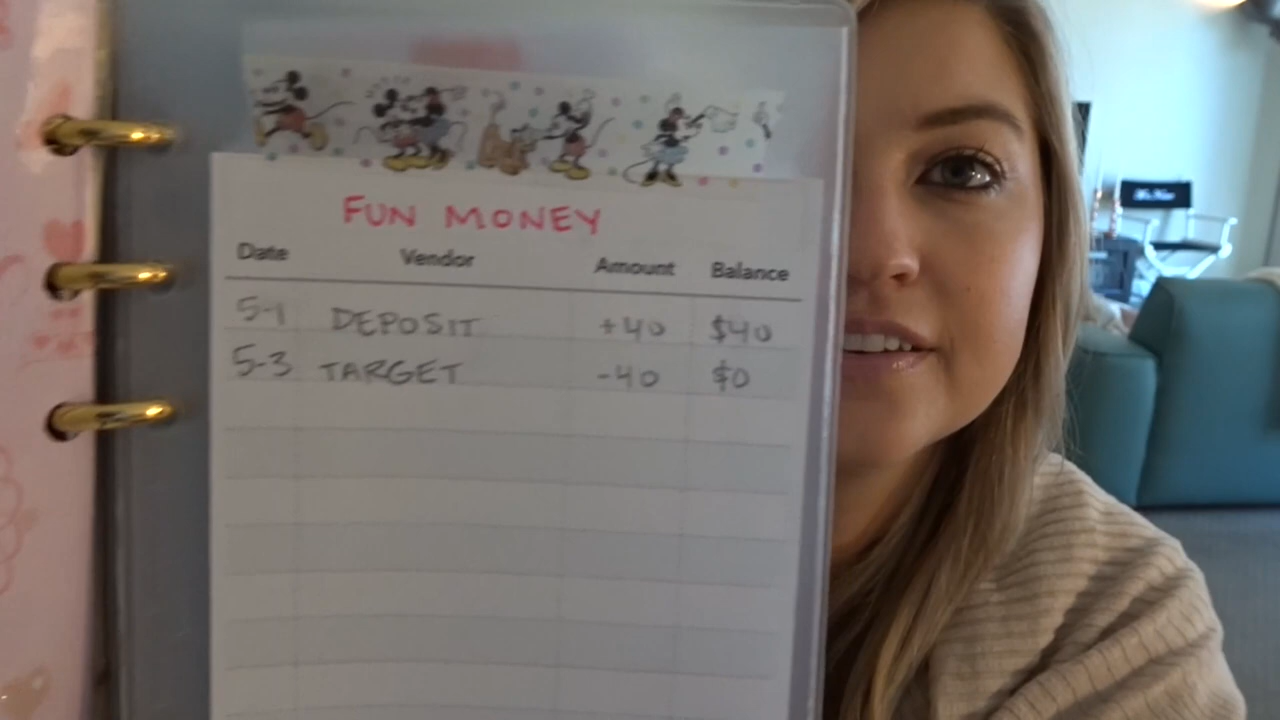 FUN MONEY
Date Vendor Amount Balance
5-1 DEPOSIT +40 $40
5-3 TARGET -40 $0